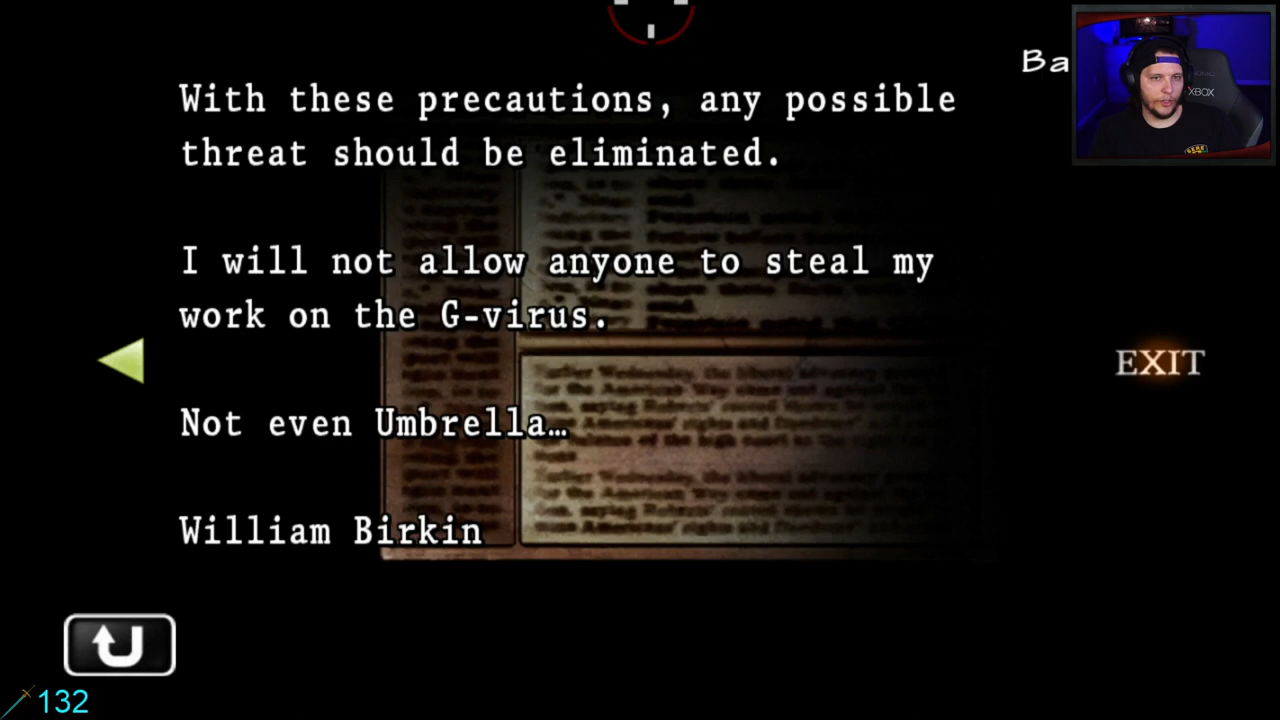 Ba
With these precautions, any possible
threat should be eliminated.
I will not allow anyone to steal my
work on the G-virus.
Not even Umbrella…
William Birkin
EXIT
XBOX
132